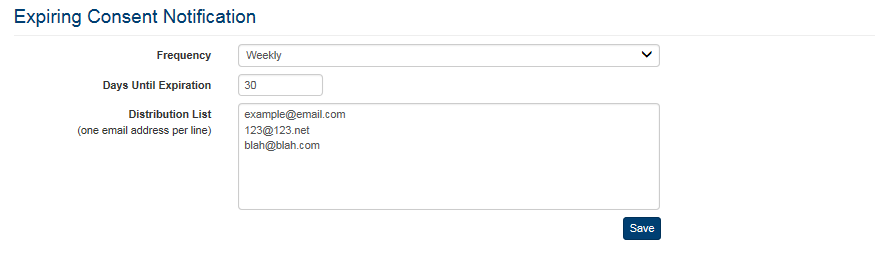 Expiring Consent Notification
Frequency
Weekly
Days Until Expiration
30
Distribution List
(one email address per line)
example@email.com
123@123.net
blah@blah.com
Save